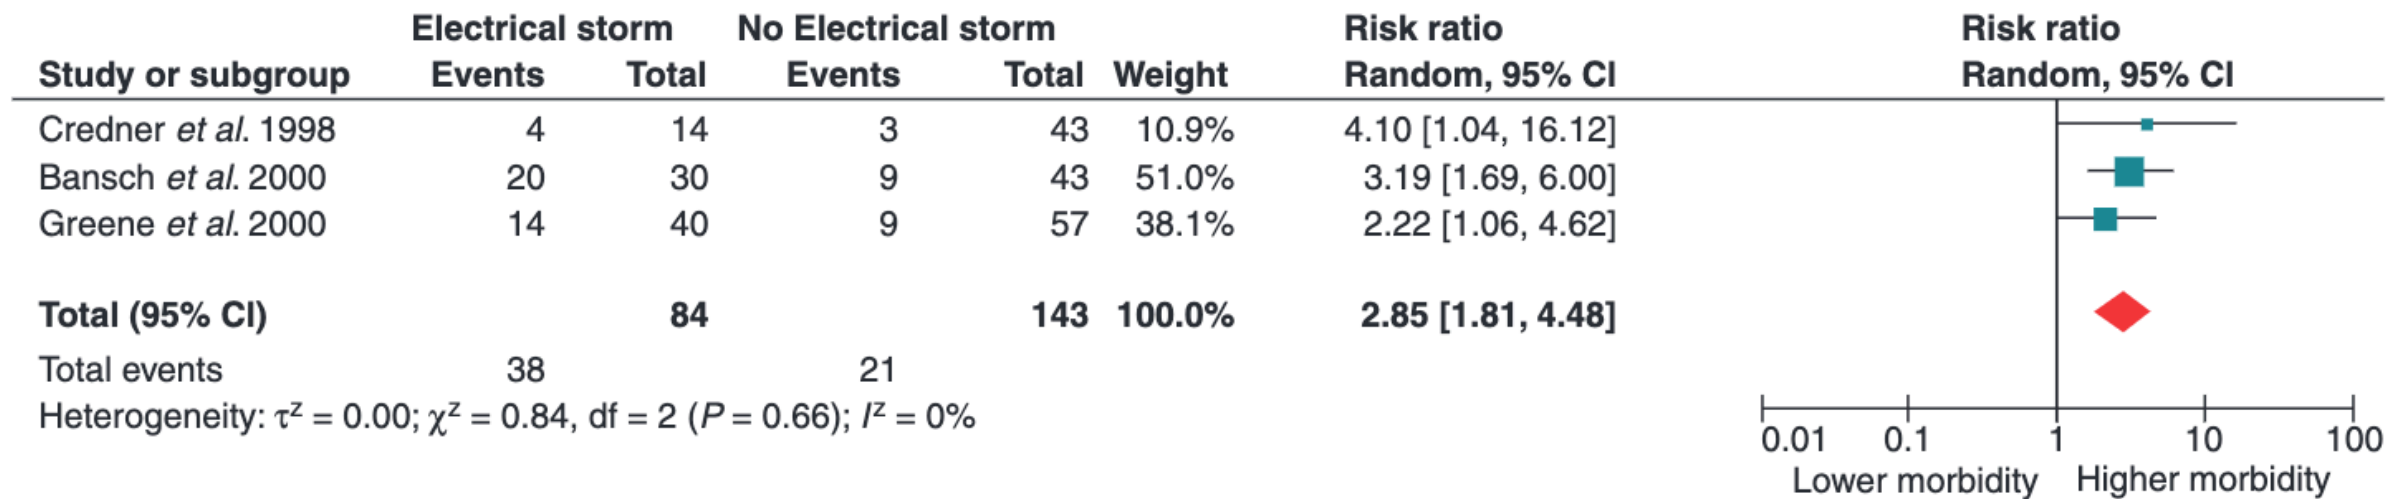 Electrical storm No Electrical storm Risk ratio Risk ratio
Study or subgroup Events Total Events Total Weight Random, 95% CI Random, 95% CI
Credner et al. 1998 4 14 3 43 10.9% 4.10 [1.04, 16.12]
Bansch et al. 2000 20 30 9 43 51.0% 3.19 [1.69, 6.00]
Greene et al. 2000 14 40 9 57 38.1% 2.22 [1.06, 4.62]
Total (95% CI) 84 143 100.0% 2.85 [1.81, 4.48]
Total events 38 21
Heterogeneity: τᶻ = 0.00; χᶻ = 0.84, df = 2 (P = 0.66); Iᶻ = 0%
0.01 0.1 1 10 100
Lower morbidity Higher morbidity